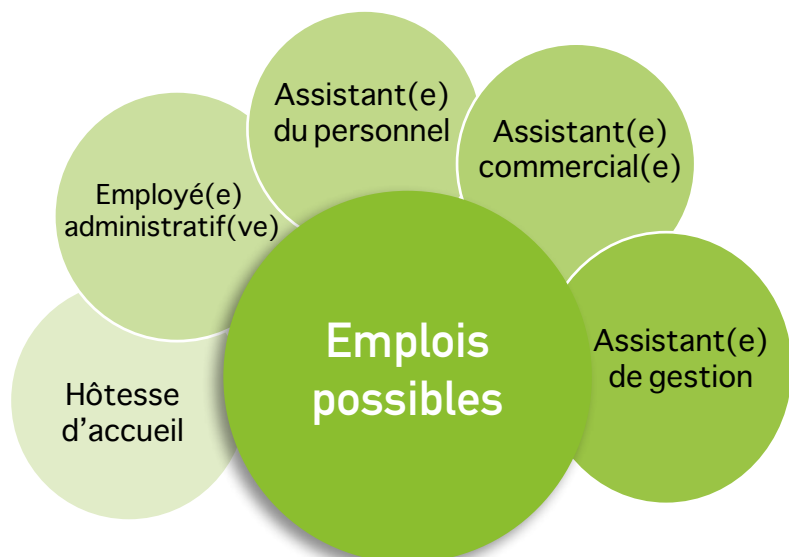 Assistant(e)
du personnel
Assistant(e)
commercial(e)
Employé(e)
administratif(ve)
Emplois
possibles
Assistant(e)
de gestion
Hôtesse
d’accueil